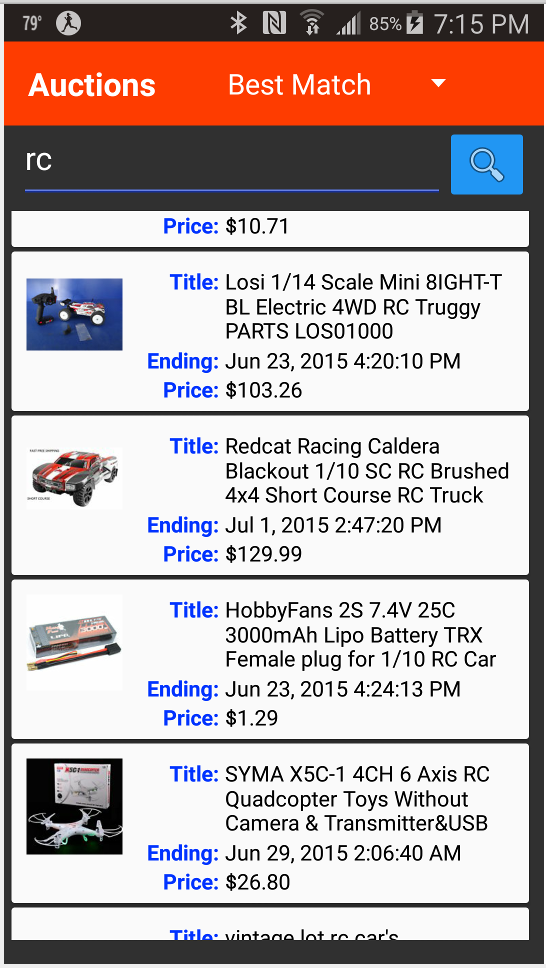 79° 85% 7:15 PM
Auctions Best Match
rc
Price: $10.71
Title: Losi 1/14 Scale Mini 8IGHT-T
BL Electric 4WD RC Truggy
PARTS LOS01000
Ending: Jun 23, 2015 4:20:10 PM
Price: $103.26
FAST FREE SHIPPING
SHORT COURSE
Title: Redcat Racing Caldera
Blackout 1/10 SC RC Brushed
4x4 Short Course RC Truck
Ending: Jul 1, 2015 2:47:20 PM
Price: $129.99
LIPO
Title: HobbyFans 2S 7.4V 25C
3000mAh Lipo Battery TRX
Female plug for 1/10 RC Car
Ending: Jun 23, 2015 4:24:13 PM
Price: $1.29
Title: SYMA X5C-1 4CH 6 Axis RC
Quadcopter Toys Without
Camera & Transmitter&USB
Ending: Jun 29, 2015 2:06:40 AM
Price: $26.80
Title: vintage lot rc car's